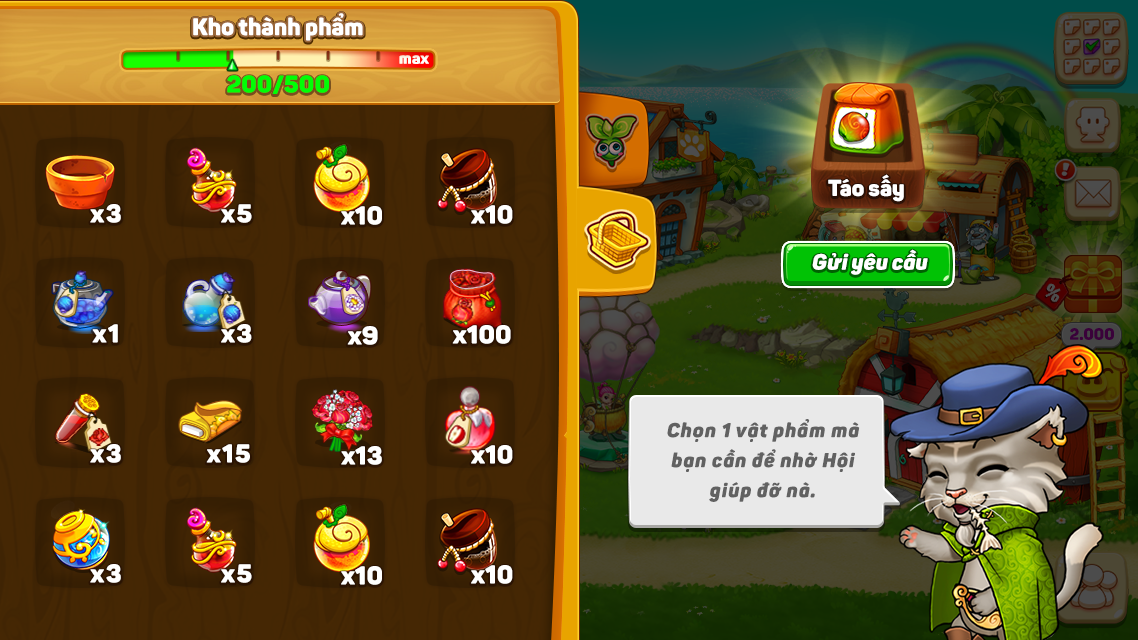 Kho thành phẩm
max
200/500
x3
x5
x10
x10
x1
x3
x9
x100
x3
x15
x13
x10
x3
x5
x10
x10
Táo sấy
Gửi yêu cầu
!
%
2.000
Chọn 1 vật phẩm mà
bạn cần để nhờ Hội
giúp đỡ nà.